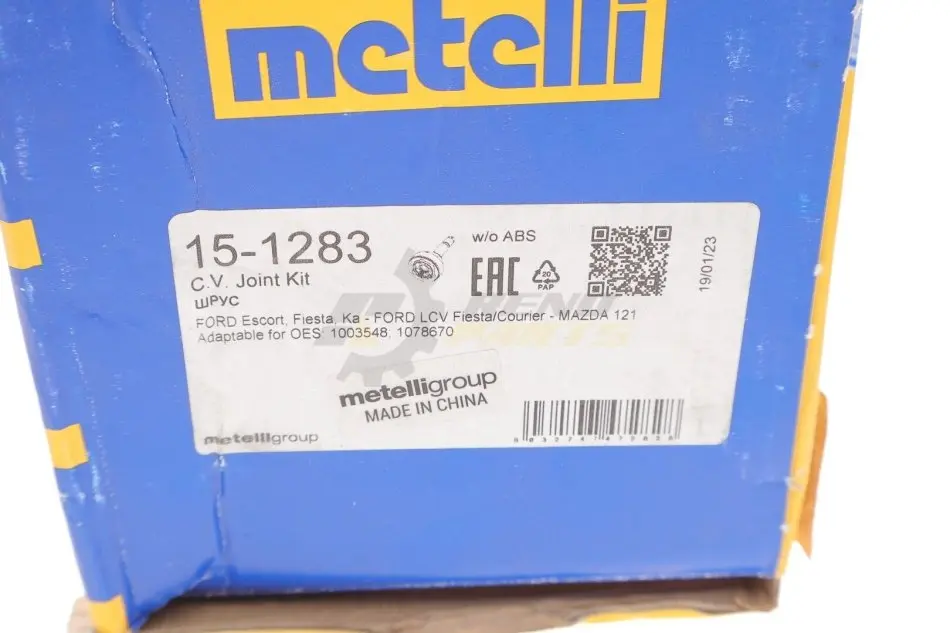 metelli
15-1283
w/o ABS
C.V. Joint Kit
ШРУС
EAC
20
PAP
19/01/23
FORD Escort, Fiesta, Ka - FORD LCV Fiesta/Courier - MAZDA 121
Adaptable for OES: 1003548; 1078670
metelligroup
MADE IN CHINA
metelligroup